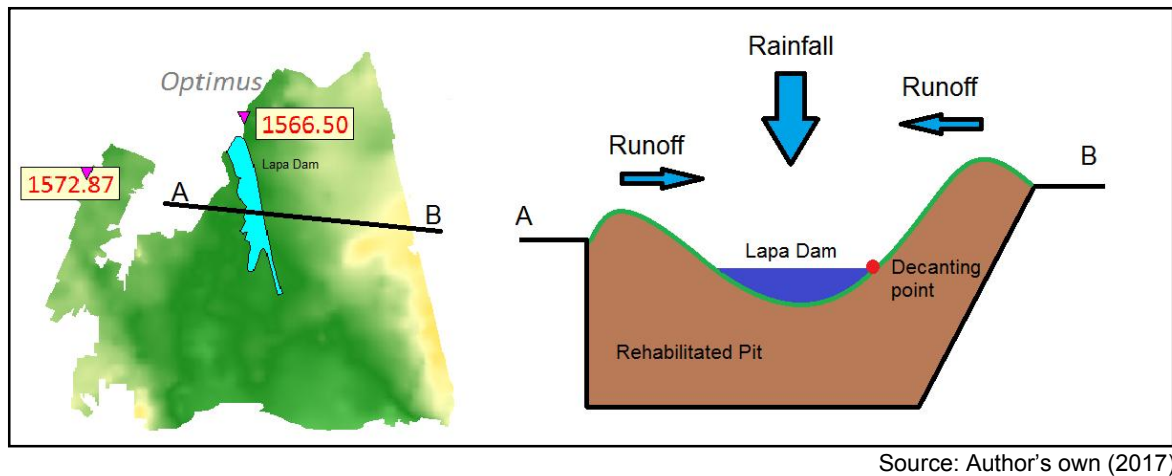 Optimus
1566.50
Lapa Dam
1572.87
A
B
Rainfall
Runoff
Runoff
B
A
Lapa Dam
Decanting
point
Rehabilitated Pit
Source: Author’s own (2017)